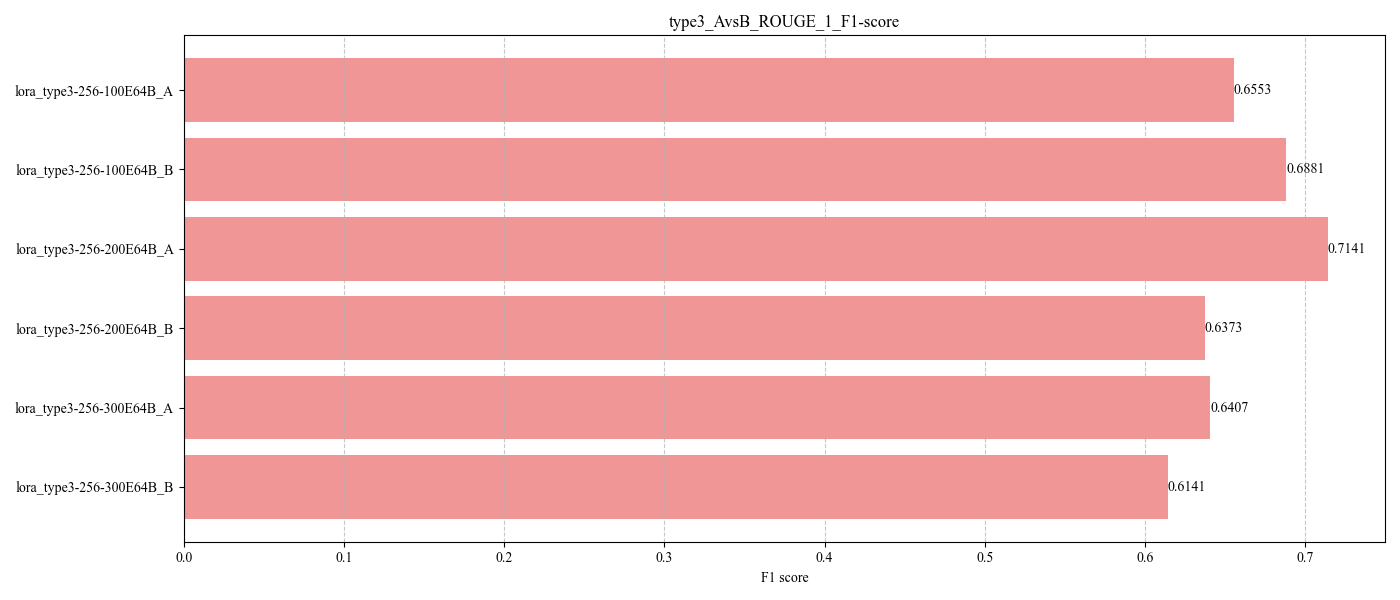 type3_AvsB_ROUGE_1_F1-score
lora_type3-256-100E64B_A
0.6553
lora_type3-256-100E64B_B
0.6881
lora_type3-256-200E64B_A
0.7141
lora_type3-256-200E64B_B
0.6373
lora_type3-256-300E64B_A
0.6407
lora_type3-256-300E64B_B
0.6141
0.0 0.1 0.2 0.3 0.4 0.5 0.6 0.7
F1 score